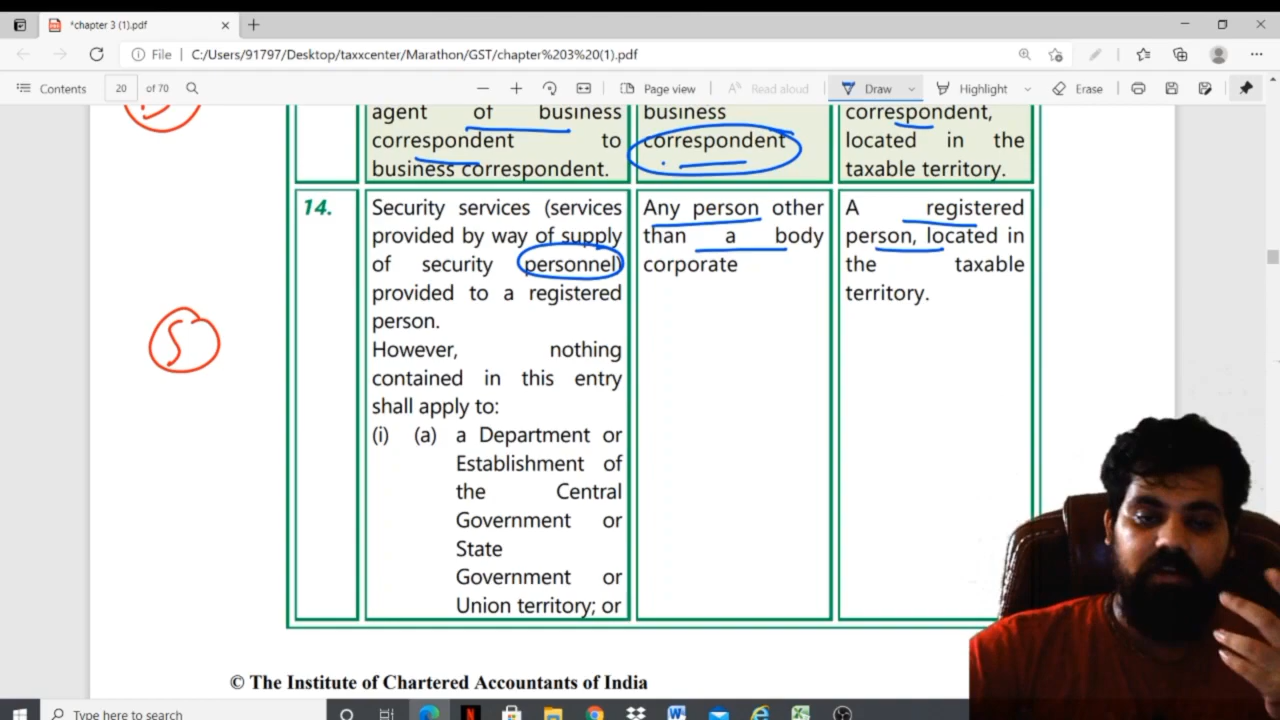 *chapter 3 (1).pdf
File
C:/Users/91797/Desktop/taxxcenter/Marathon/GST/chapter%203%20(1).pdf
Contents
20
of 70
Page view
Read aloud
Draw
Highlight
Erase
agent of business
correspondent to
business correspondent.
business
correspondent
correspondent,
located in the
taxable territory.
14.
Security services (services
provided by way of supply
of security personnel)
provided to a registered
person.
However, nothing
contained in this entry
shall apply to:
(i) (a) a Department or
Establishment of
the Central
Government or
State
Government or
Union territory; or
Any person other
than a body
corporate
A registered
person, located in
the taxable
territory.
S
© The Institute of Chartered Accountants of India
Type here to search